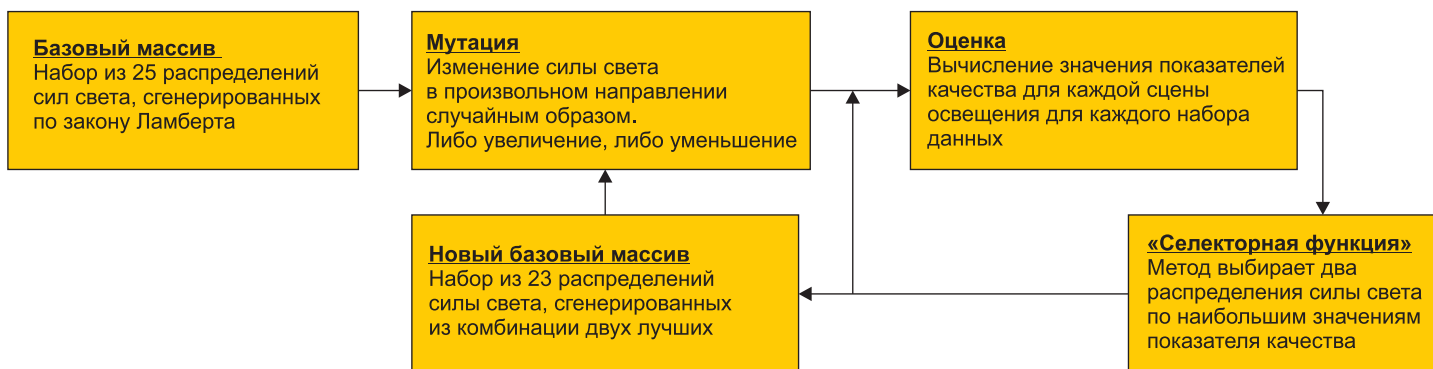 Базовый массив
Набор из 25 распределений
сил света, сгенерированных
по закону Ламберта
Мутация
Изменение силы света
в произвольном направлении
случайным образом.
Либо увеличение, либо уменьшение
Оценка
Вычисление значения показателей
качества для каждой сцены
освещения для каждого набора
данных
Новый базовый массив
Набор из 23 распределений
силы света, сгенерированных
из комбинации двух лучших
«Селекторная функция»
Метод выбирает два
распределения силы света
по наибольшим значениям
показателя качества